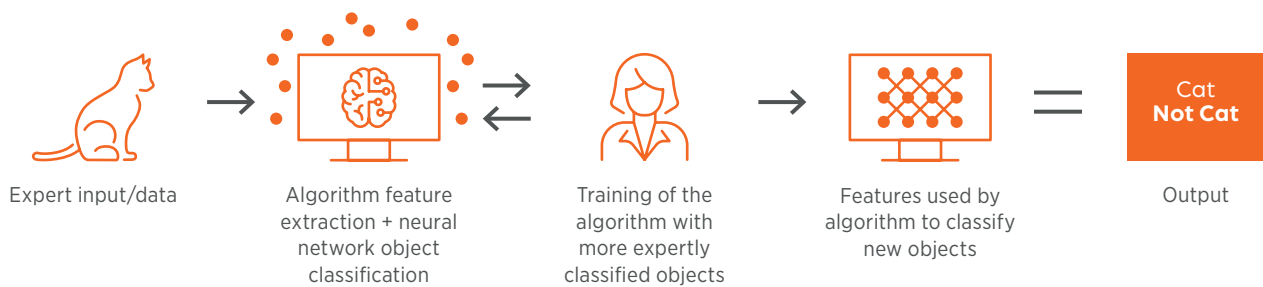 Cat
Not Cat
Expert input/data
Algorithm feature
extraction + neural
network object
classification
Training of the
algorithm with
more expertly
classified objects
Features used by
algorithm to classify
new objects
Output